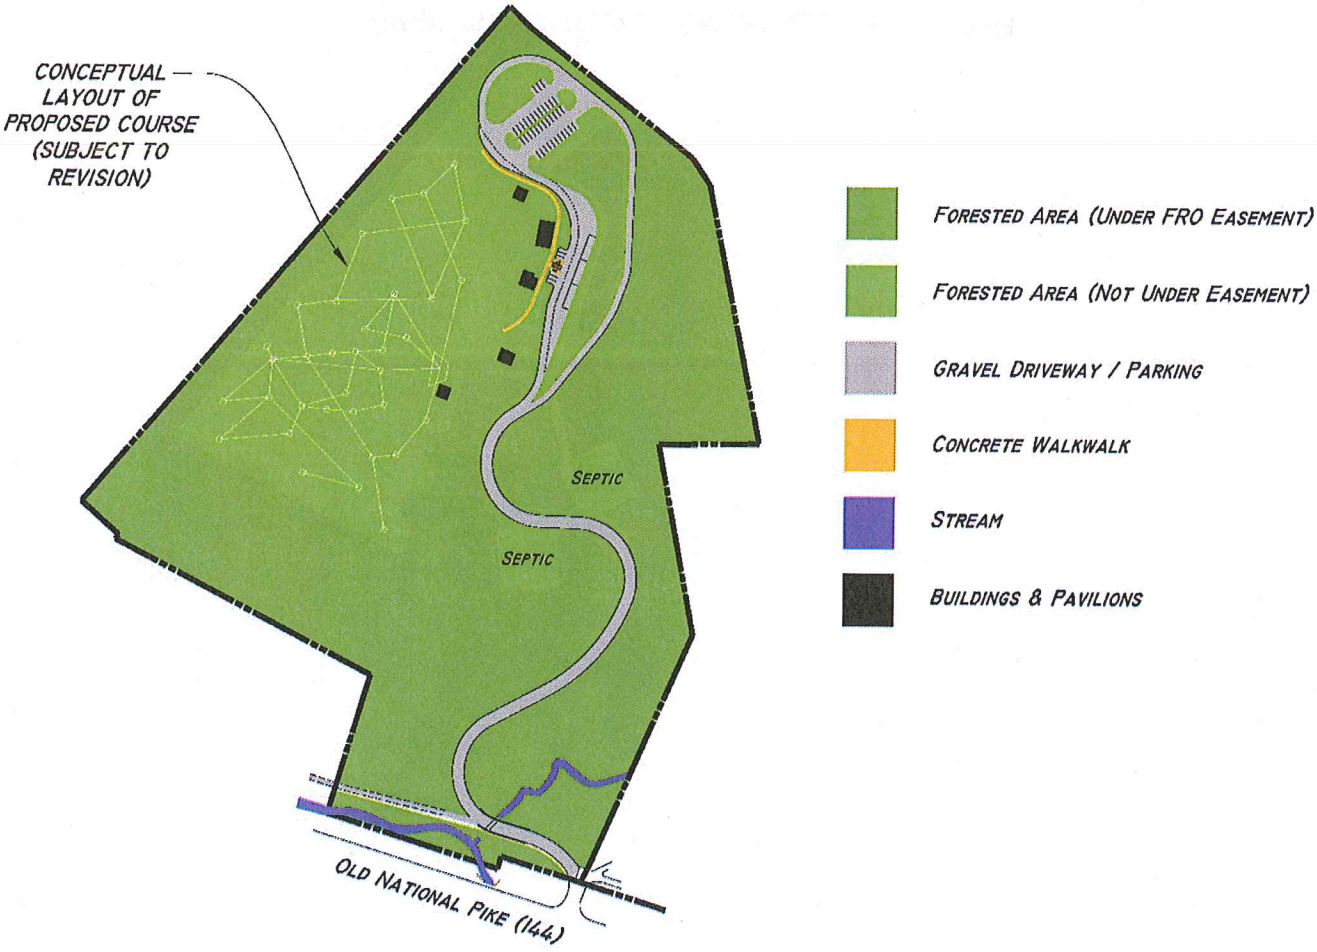 CONCEPTUAL
LAYOUT OF
PROPOSED COURSE
(SUBJECT TO
REVISION)
FORESTED AREA (UNDER FRO EASEMENT)
FORESTED AREA (NOT UNDER EASEMENT)
GRAVEL DRIVEWAY / PARKING
CONCRETE WALKWALK
STREAM
BUILDINGS & PAVILIONS
SEPTIC
SEPTIC
OLD NATIONAL PIKE (144)